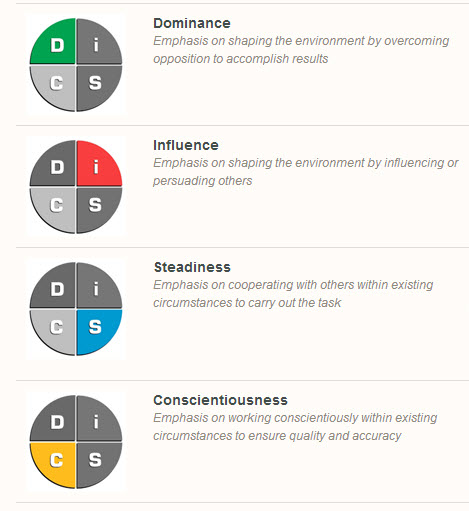 D i
C S
Dominance
Emphasis on shaping the environment by overcoming
opposition to accomplish results
D i
C S
Influence
Emphasis on shaping the environment by influencing or
persuading others
D i
C S
Steadiness
Emphasis on cooperating with others within existing
circumstances to carry out the task
D i
C S
Conscientiousness
Emphasis on working conscientiously within existing
circumstances to ensure quality and accuracy